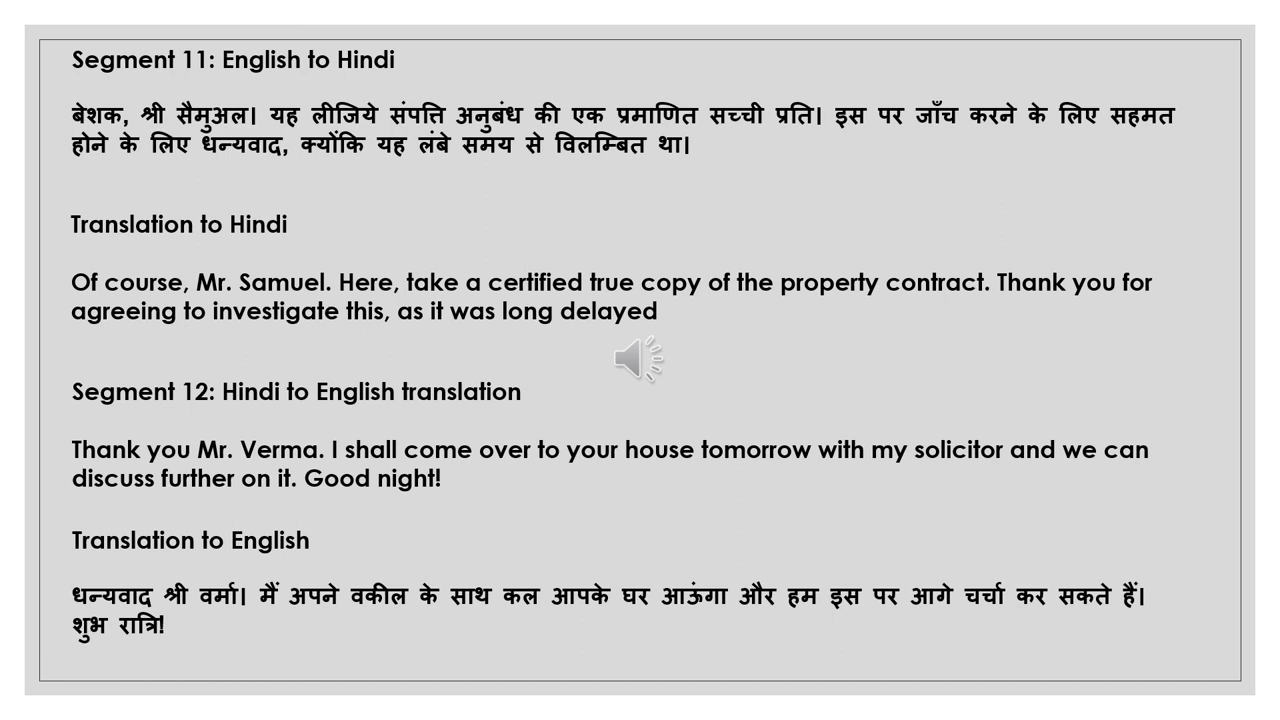 Segment 11: English to Hindi
बेशक, श्री सैमुअल। यह लीजिये संपत्ति अनुबंध की एक प्रमाणित सच्ची प्रति। इस पर जाँच करने के लिए सहमत
होने के लिए धन्यवाद, क्योंकि यह लंबे समय से विलम्बित था।
Translation to Hindi
Of course, Mr. Samuel. Here, take a certified true copy of the property contract. Thank you for
agreeing to investigate this, as it was long delayed
Segment 12: Hindi to English translation
Thank you Mr. Verma. I shall come over to your house tomorrow with my solicitor and we can
discuss further on it. Good night!
Translation to English
धन्यवाद श्री वर्मा। मैं अपने वकील के साथ कल आपके घर आऊंगा और हम इस पर आगे चर्चा कर सकते हैं।
शुभ रात्रि!